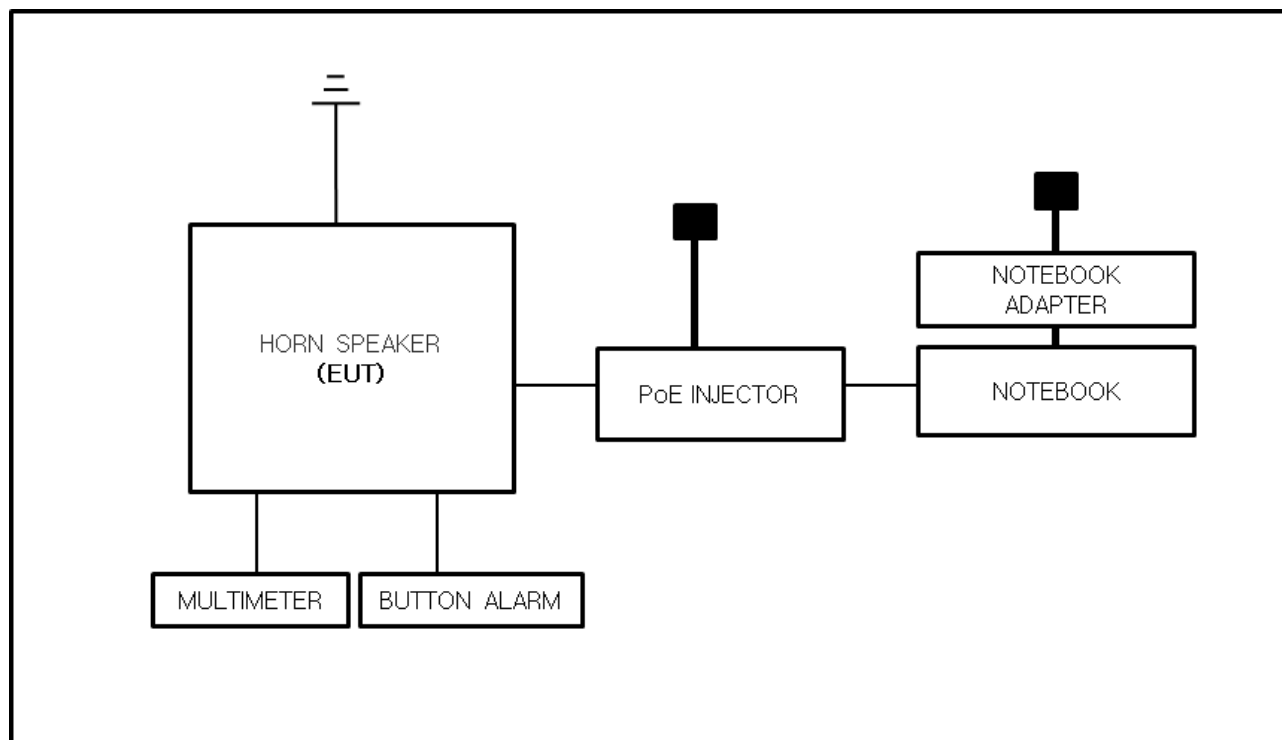 NOTEBOOK
ADAPTER
HORN SPEAKER
(EUT)
PoE INJECTOR
NOTEBOOK
MULTIMETER
BUTTON ALARM